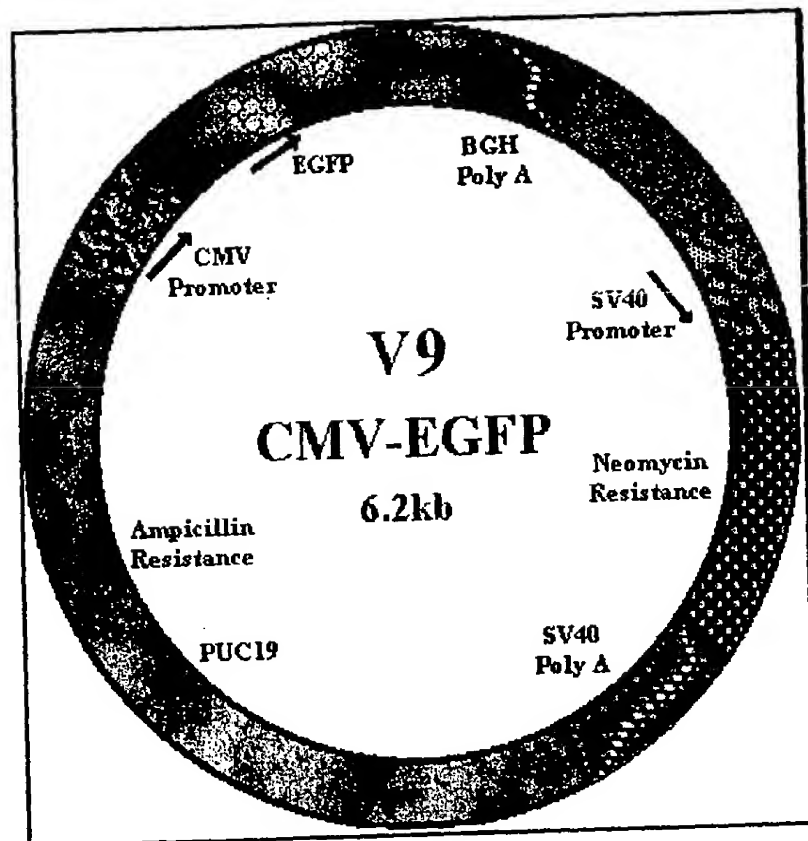 EGFP
BGH
Poly A
CMV
Promoter
SV40
Promoter
V9
CMV-EGFP
6.2kb
Neomycin
Resistance
Ampicillin
Resistance
PUC19
SV40
Poly A